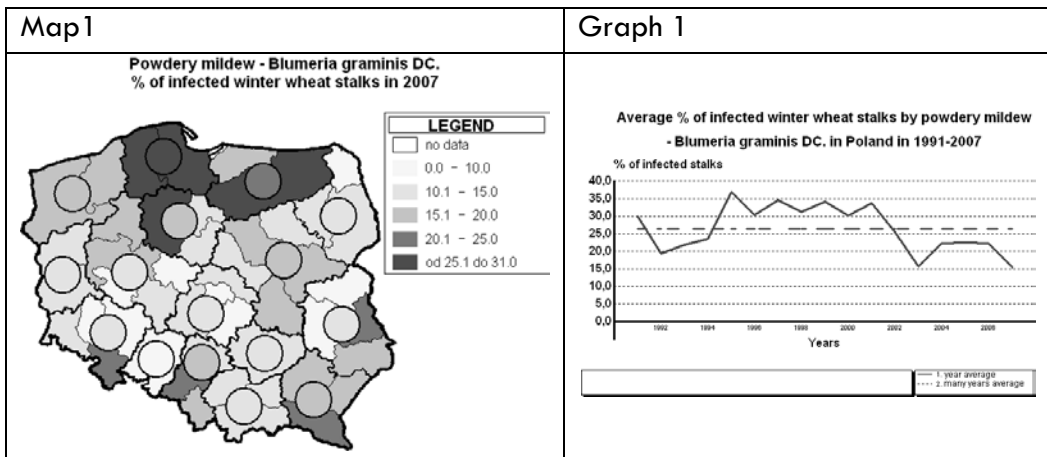 Map1
Graph 1
Powdery mildew - Blumeria graminis DC.
% of infected winter wheat stalks in 2007
LEGEND
no data
0.0 - 10.0
10.1 - 15.0
15.1 - 20.0
20.1 - 25.0
od 25.1 do 31.0
Average % of infected winter wheat stalks by powdery mildew
- Blumeria graminis DC. in Poland in 1991-2007
% of infected stalks
40,0
35,0
30,0
25,0
20,0
15,0
10,0
5,0
0,0
1992 1994 1996 1998 2000 2002 2004 2006
Years
1. year average
2. many years average